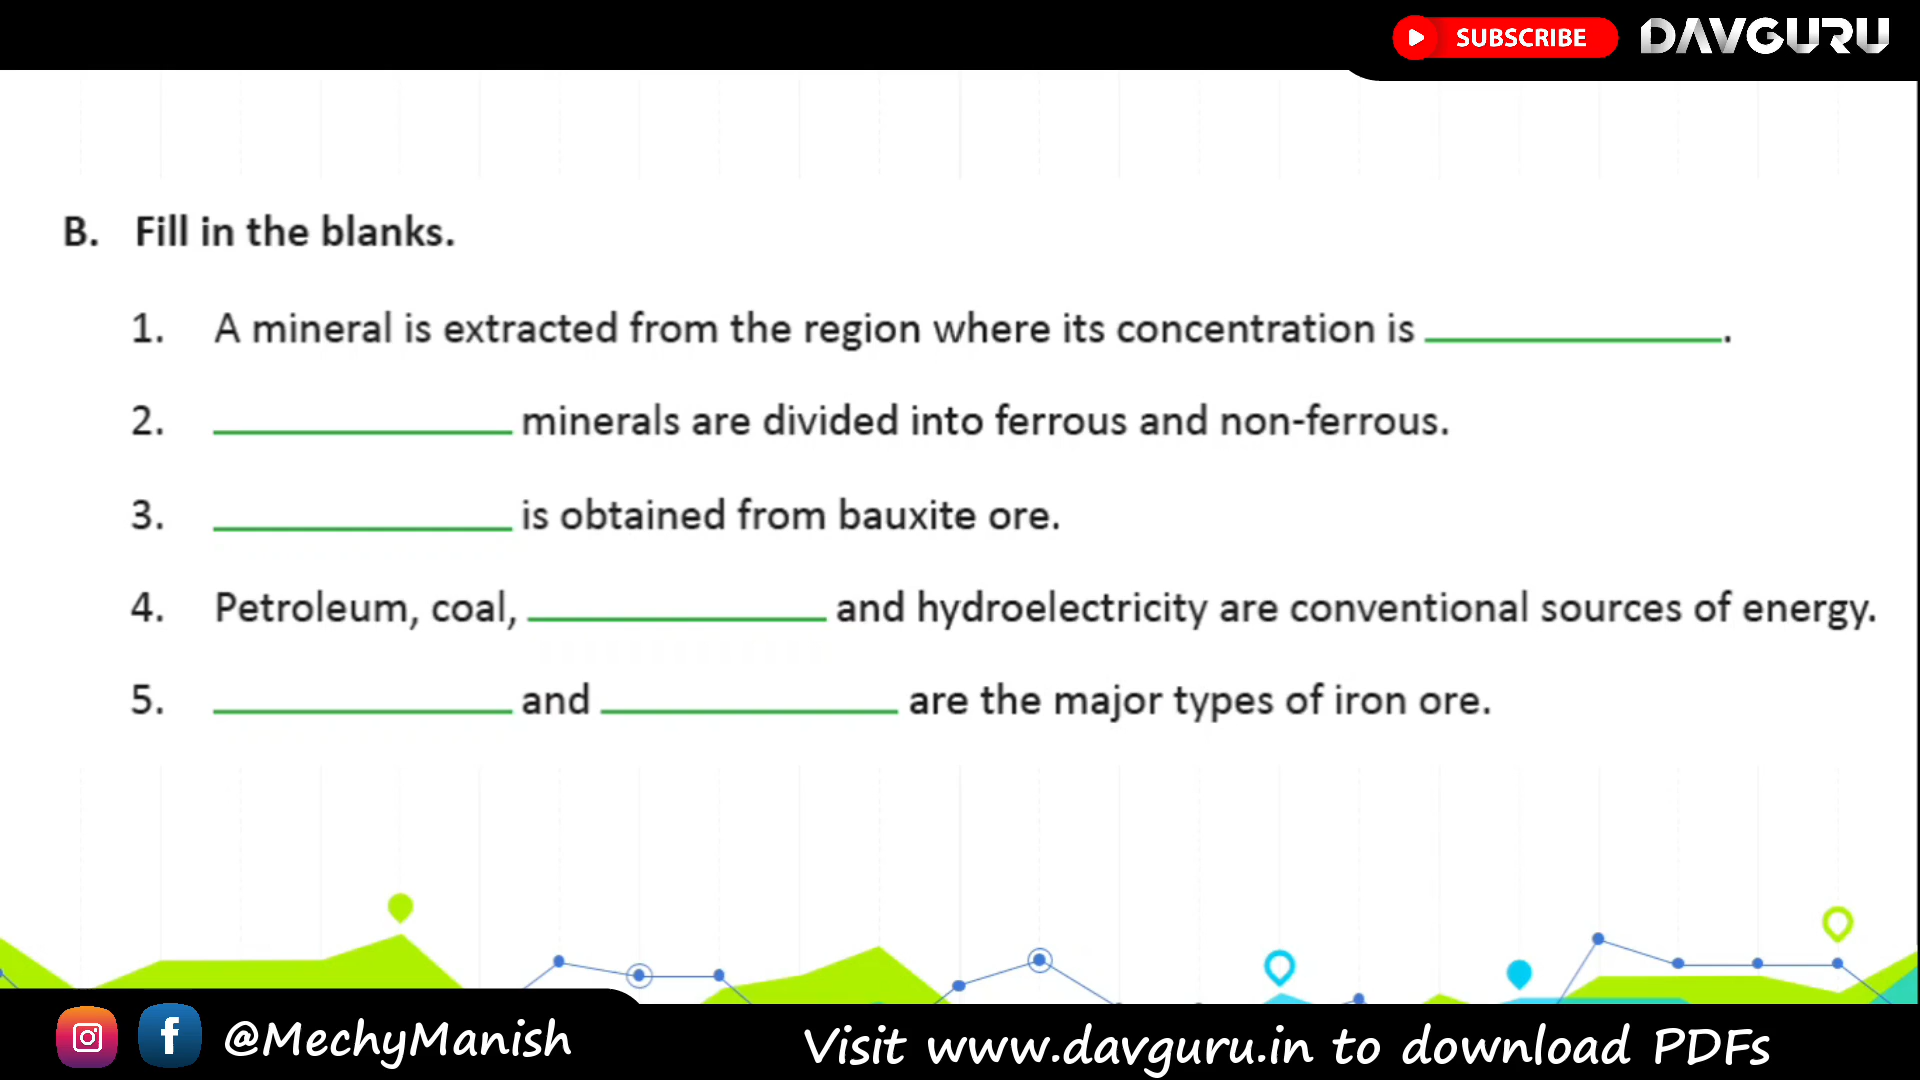 SUBSCRIBE DAVGURU
B. Fill in the blanks.
1. A mineral is extracted from the region where its concentration is ____________.
2. ____________ minerals are divided into ferrous and non-ferrous.
3. ____________ is obtained from bauxite ore.
4. Petroleum, coal, ____________ and hydroelectricity are conventional sources of energy.
5. ____________ and ____________ are the major types of iron ore.
@MechyManish Visit www.davguru.in to download PDFs